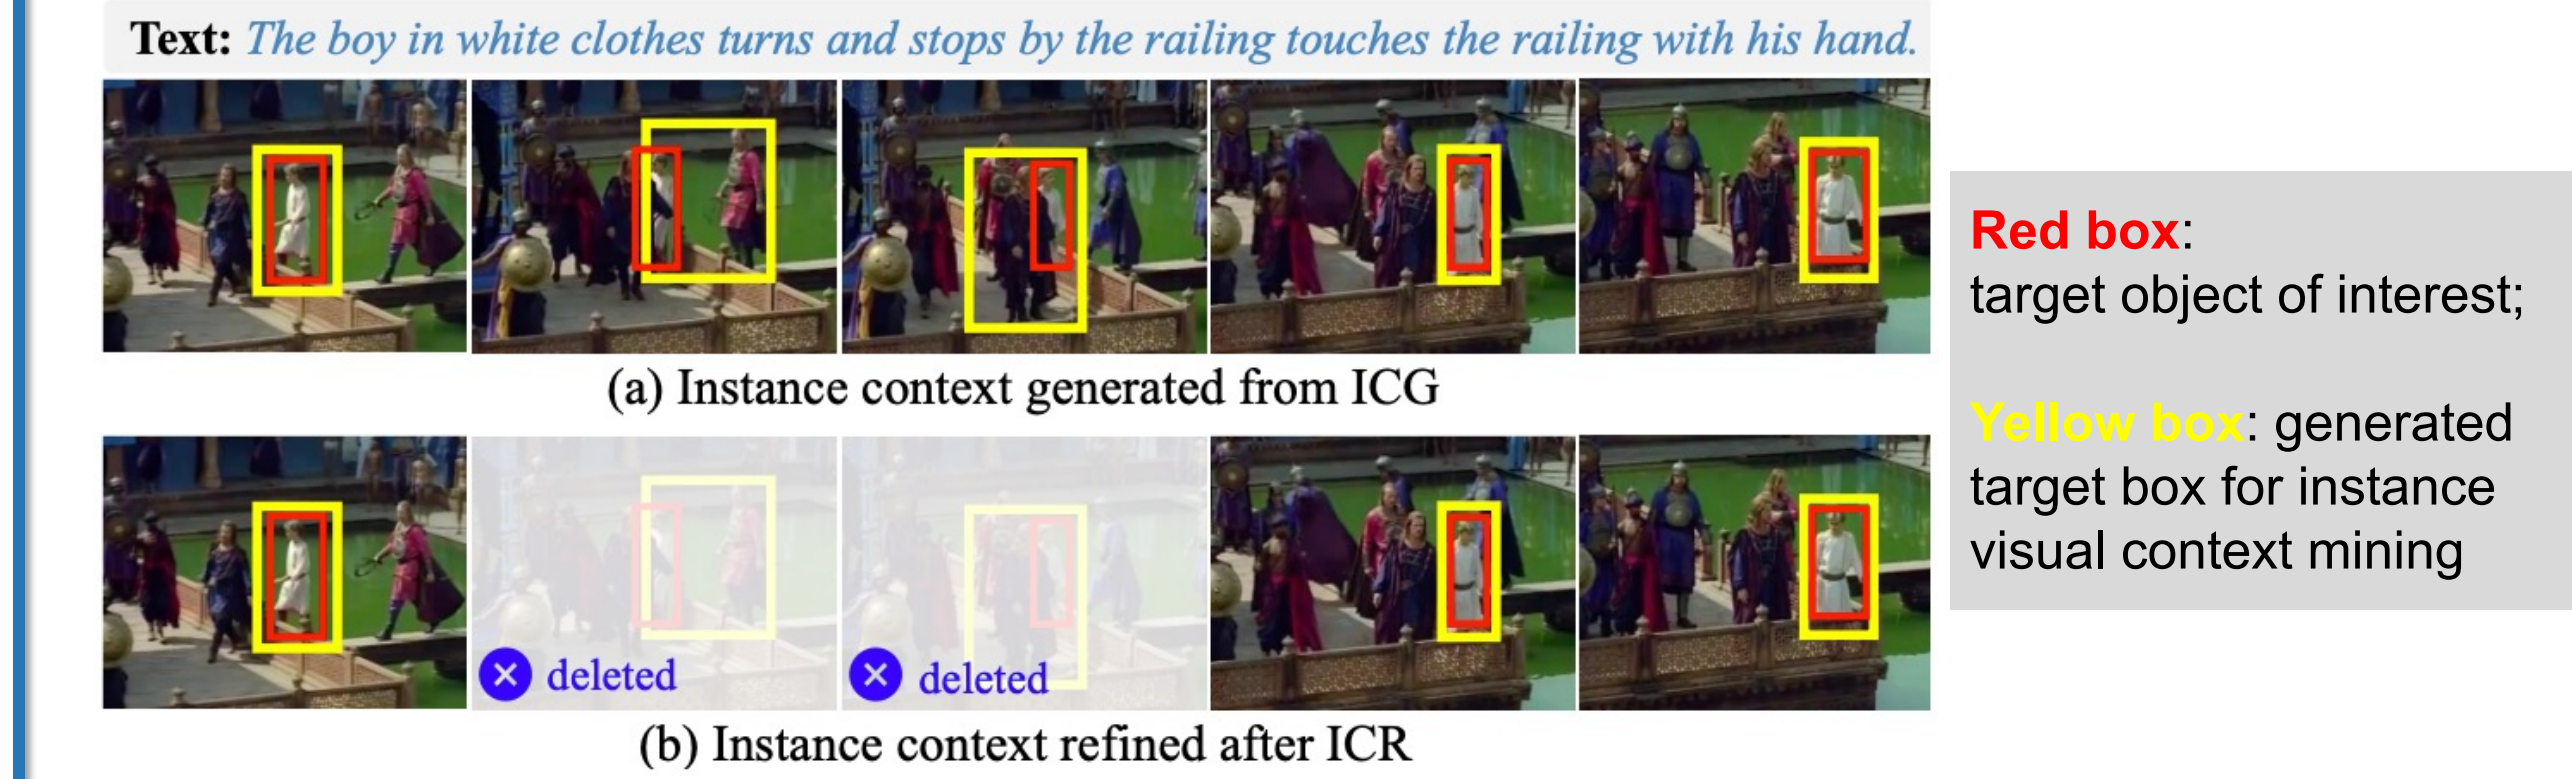 Text: The boy in white clothes turns and stops by the railing touches the railing with his hand.
(a) Instance context generated from ICG
deleted
deleted
(b) Instance context refined after ICR
Red box:
target object of interest;
Yellow box: generated
target box for instance
visual context mining